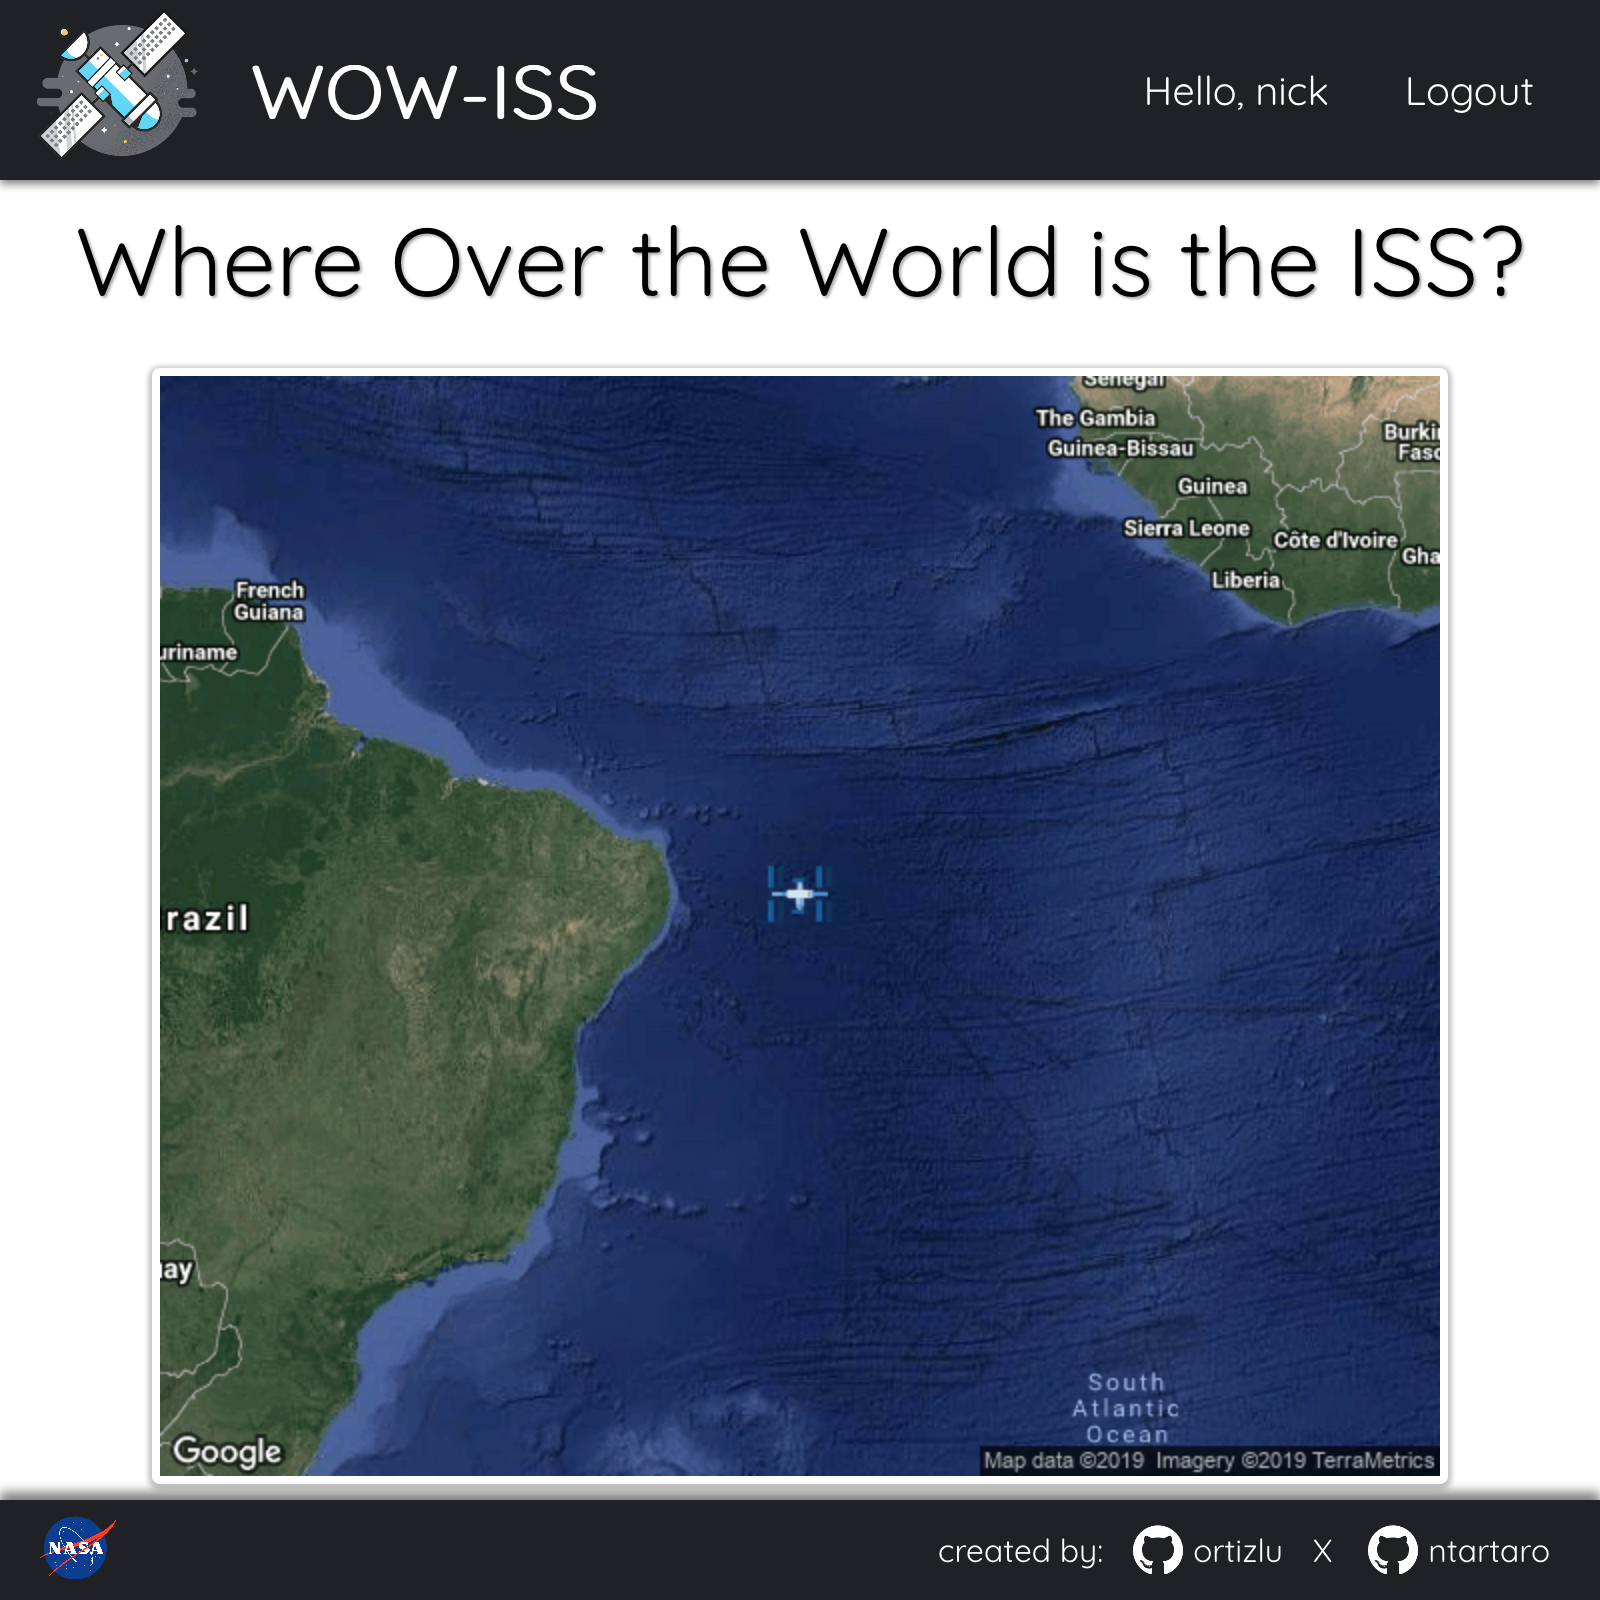 WOW-ISS
Hello, nick
Logout
Where Over the World is the ISS?
Senegal
The Gambia
Guinea-Bissau
Burki
Faso
Guinea
Sierra Leone
Côte d'Ivoire
Gha
Liberia
French
Guiana
uriname
razil
ay
South
Atlantic
Ocean
Google
Map data ©2019 Imagery ©2019 TerraMetrics
NASA
created by:
ortizlu
X
ntartaro